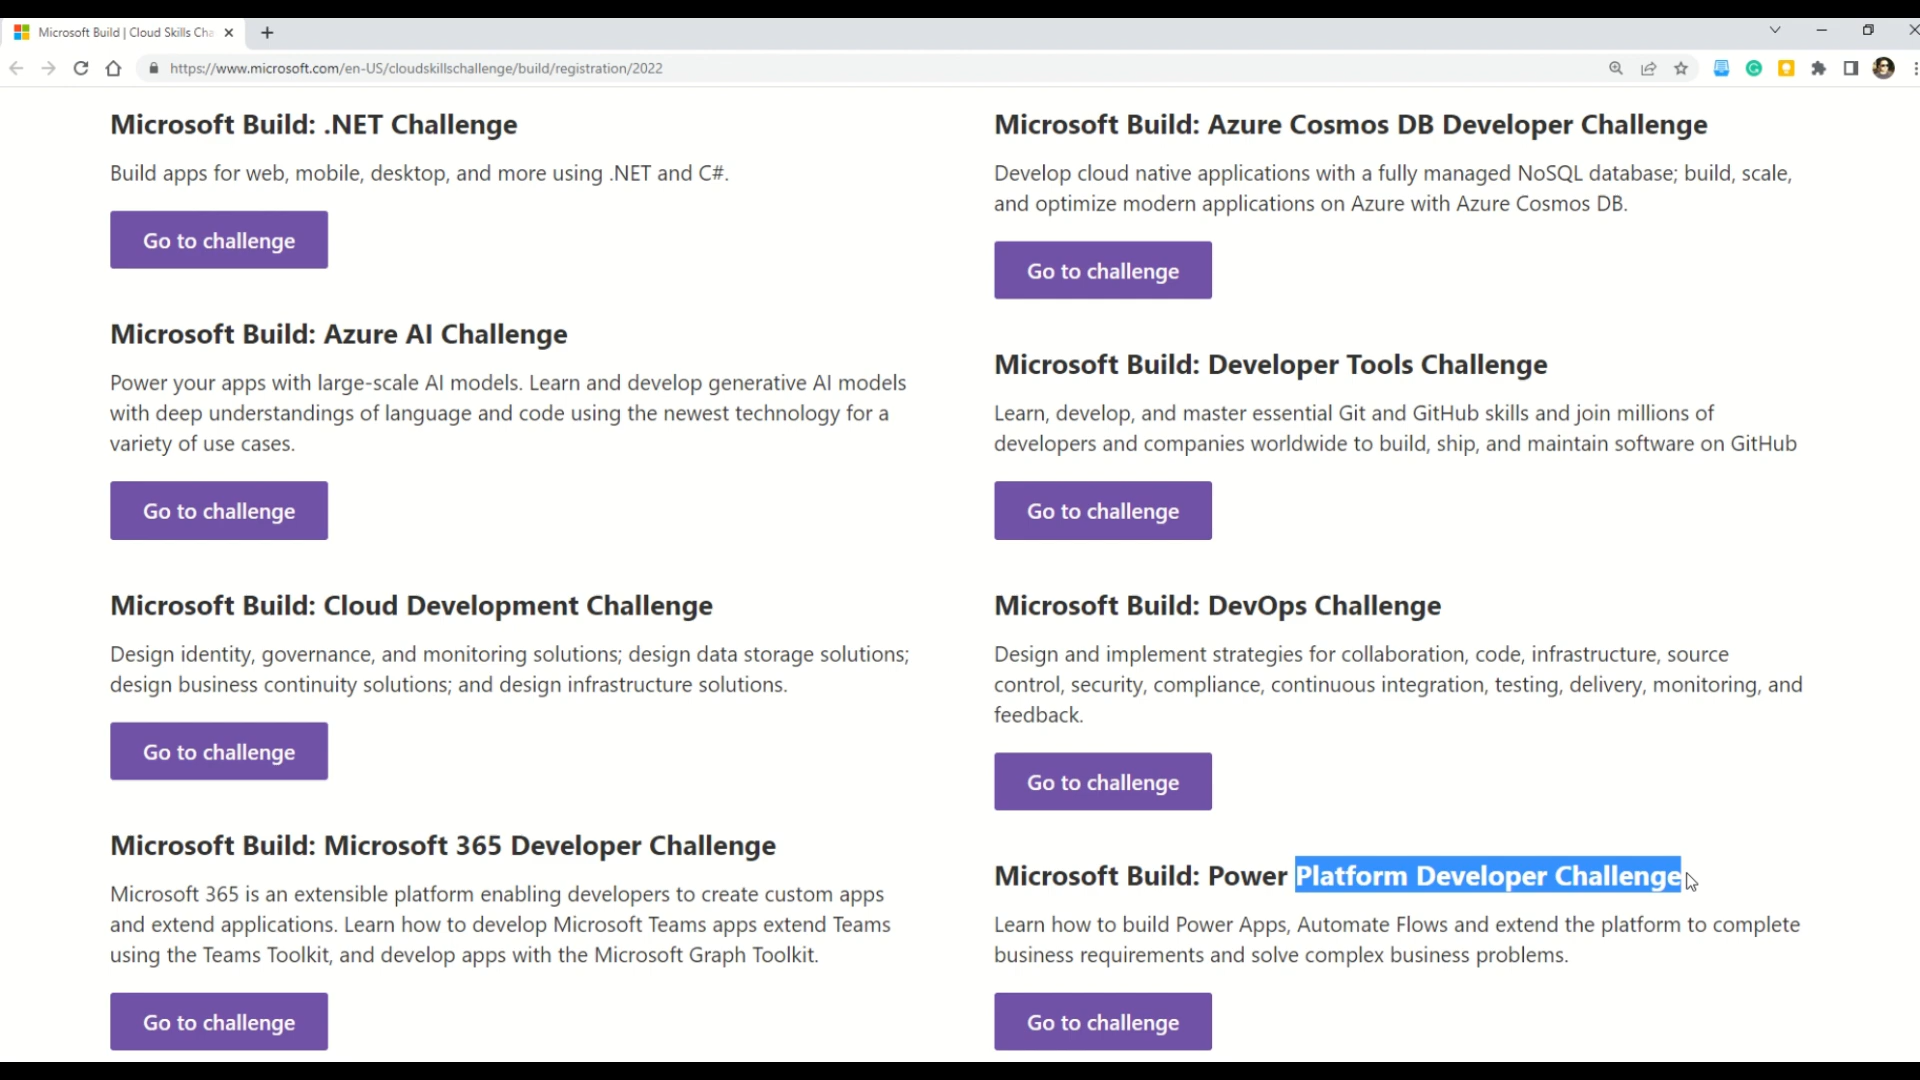 Microsoft Build | Cloud Skills Cha
https://www.microsoft.com/en-US/cloudskillschallenge/build/registration/2022
Microsoft Build: .NET Challenge
Build apps for web, mobile, desktop, and more using .NET and C#.
Go to challenge
Microsoft Build: Azure AI Challenge
Power your apps with large-scale AI models. Learn and develop generative AI models
with deep understandings of language and code using the newest technology for a
variety of use cases.
Go to challenge
Microsoft Build: Cloud Development Challenge
Design identity, governance, and monitoring solutions; design data storage solutions;
design business continuity solutions; and design infrastructure solutions.
Go to challenge
Microsoft Build: Microsoft 365 Developer Challenge
Microsoft 365 is an extensible platform enabling developers to create custom apps
and extend applications. Learn how to develop Microsoft Teams apps extend Teams
using the Teams Toolkit, and develop apps with the Microsoft Graph Toolkit.
Go to challenge
Microsoft Build: Azure Cosmos DB Developer Challenge
Develop cloud native applications with a fully managed NoSQL database; build, scale,
and optimize modern applications on Azure with Azure Cosmos DB.
Go to challenge
Microsoft Build: Developer Tools Challenge
Learn, develop, and master essential Git and GitHub skills and join millions of
developers and companies worldwide to build, ship, and maintain software on GitHub
Go to challenge
Microsoft Build: DevOps Challenge
Design and implement strategies for collaboration, code, infrastructure, source
control, security, compliance, continuous integration, testing, delivery, monitoring, and
feedback.
Go to challenge
Microsoft Build: Power Platform Developer Challenge
Learn how to build Power Apps, Automate Flows and extend the platform to complete
business requirements and solve complex business problems.
Go to challenge